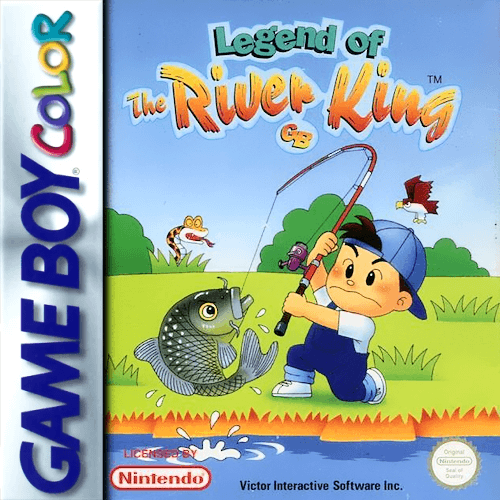 GAME BOY COLOR
Legend of
The River King
TM
GB
LICENSED BY
Nintendo
Victor Interactive Software Inc.
Original
Nintendo
Seal of
Quality